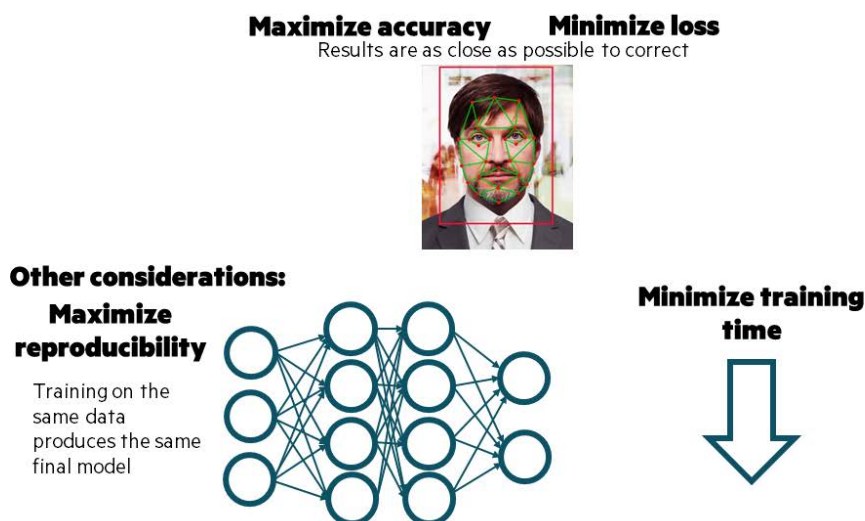 Maximize accuracy Minimize loss
Results are as close as possible to correct
Other considerations:
Maximize
reproducibility
Training on the
same data
produces the same
final model
Minimize training
time